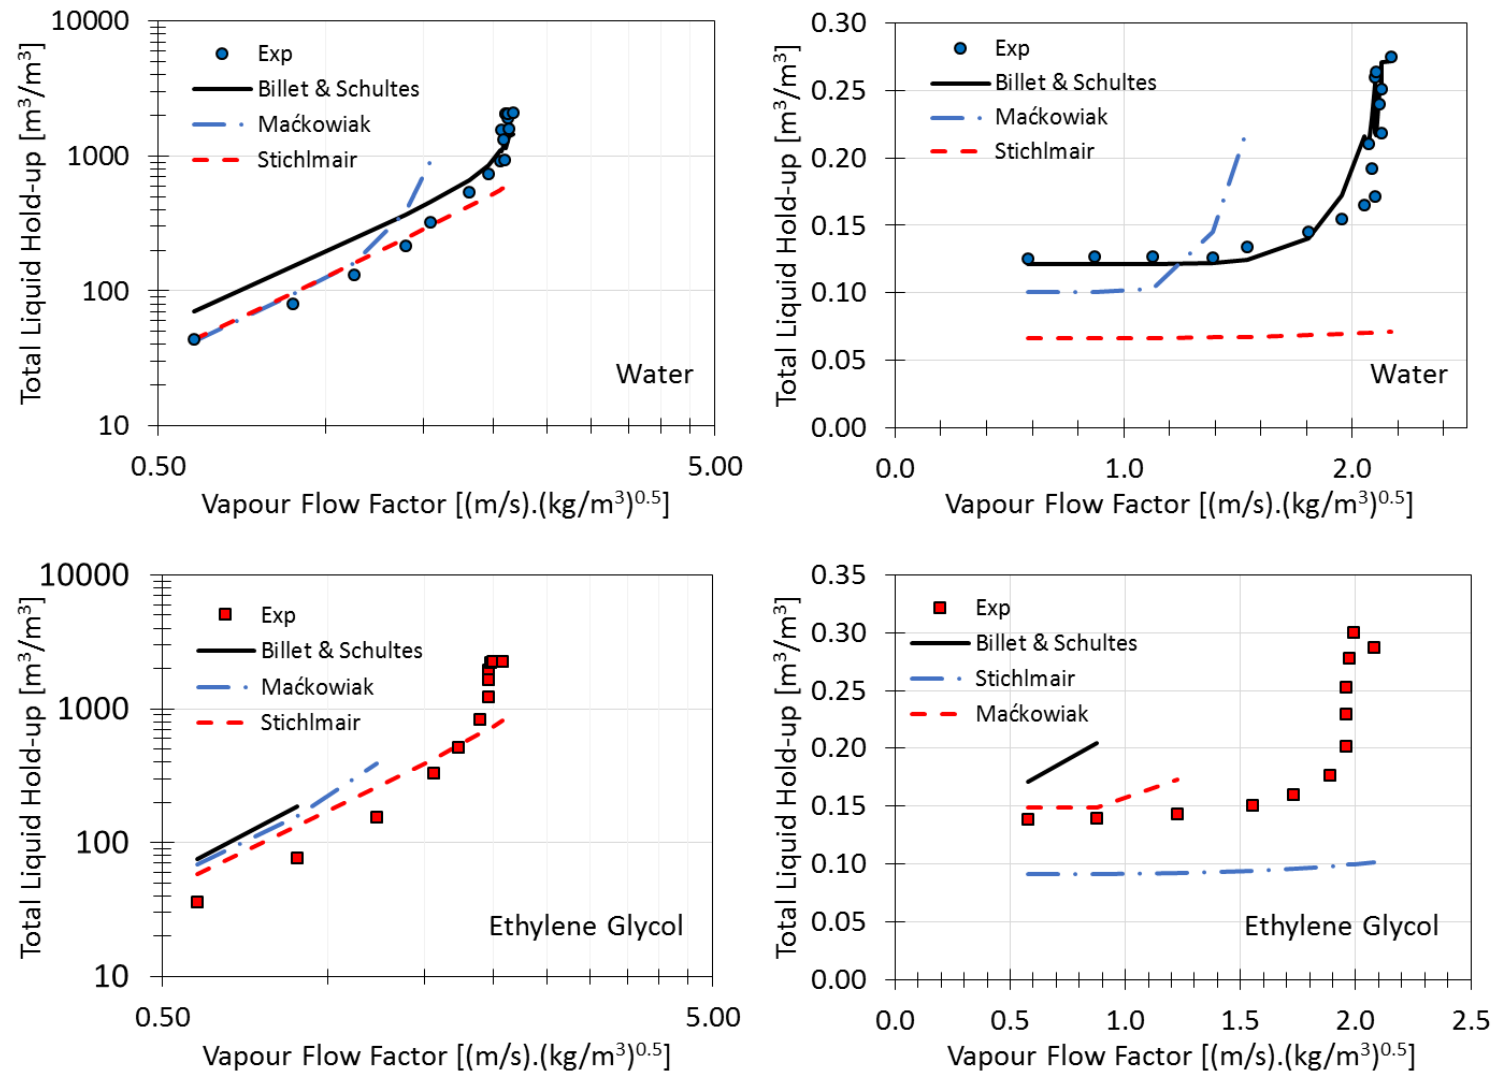 10000
1000
100
10
Total Liquid Hold-up [m³/m³]
Exp
Billet & Schultes
Maćkowiak
Stichlmair
Water
0.50
5.00
Vapour Flow Factor [(m/s).(kg/m³)⁰·⁵]
0.30
0.25
0.20
0.15
0.10
0.05
0.00
Total Liquid Hold-up [m³/m³]
Exp
Billet & Schultes
Maćkowiak
Stichlmair
Water
0.0
1.0
2.0
Vapour Flow Factor [(m/s).(kg/m³)⁰·⁵]
10000
1000
100
10
Total Liquid Hold-up [m³/m³]
Exp
Billet & Schultes
Maćkowiak
Stichlmair
Ethylene Glycol
0.50
5.00
Vapour Flow Factor [(m/s).(kg/m³)⁰·⁵]
0.35
0.30
0.25
0.20
0.15
0.10
0.05
0.00
Total Liquid Hold-up [m³/m³]
Exp
Billet & Schultes
Stichlmair
Maćkowiak
Ethylene Glycol
0.0
0.5
1.0
1.5
2.0
2.5
Vapour Flow Factor [(m/s).(kg/m³)⁰·⁵]